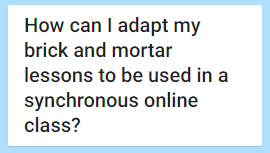 How can I adapt my
brick and mortar
lessons to be used in a
synchronous online
class?